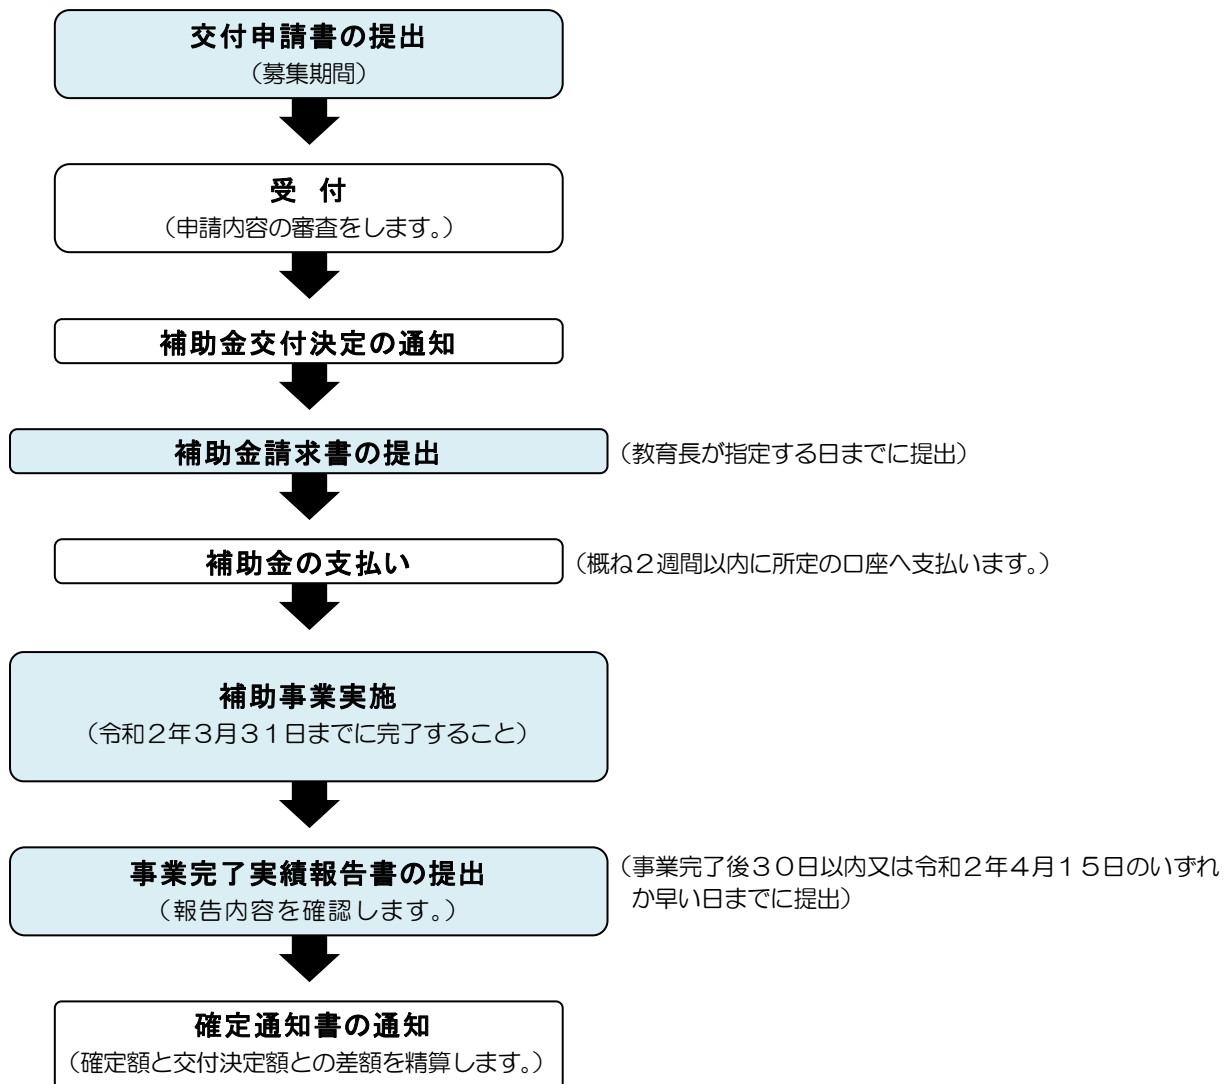 交付申請書の提出
（募集期間）
受 付
（申請内容の審査をします。）
補助金交付決定の通知
補助金請求書の提出
（教育長が指定する日までに提出）
補助金の支払い
（概ね２週間以内に所定の口座へ支払います。）
補助事業実施
（令和２年３月３１日までに完了すること）
事業完了実績報告書の提出
（報告内容を確認します。）
（事業完了後３０日以内又は令和２年４月１５日のいずれ
か早い日までに提出）
確定通知書の通知
（確定額と交付決定額との差額を精算します。）